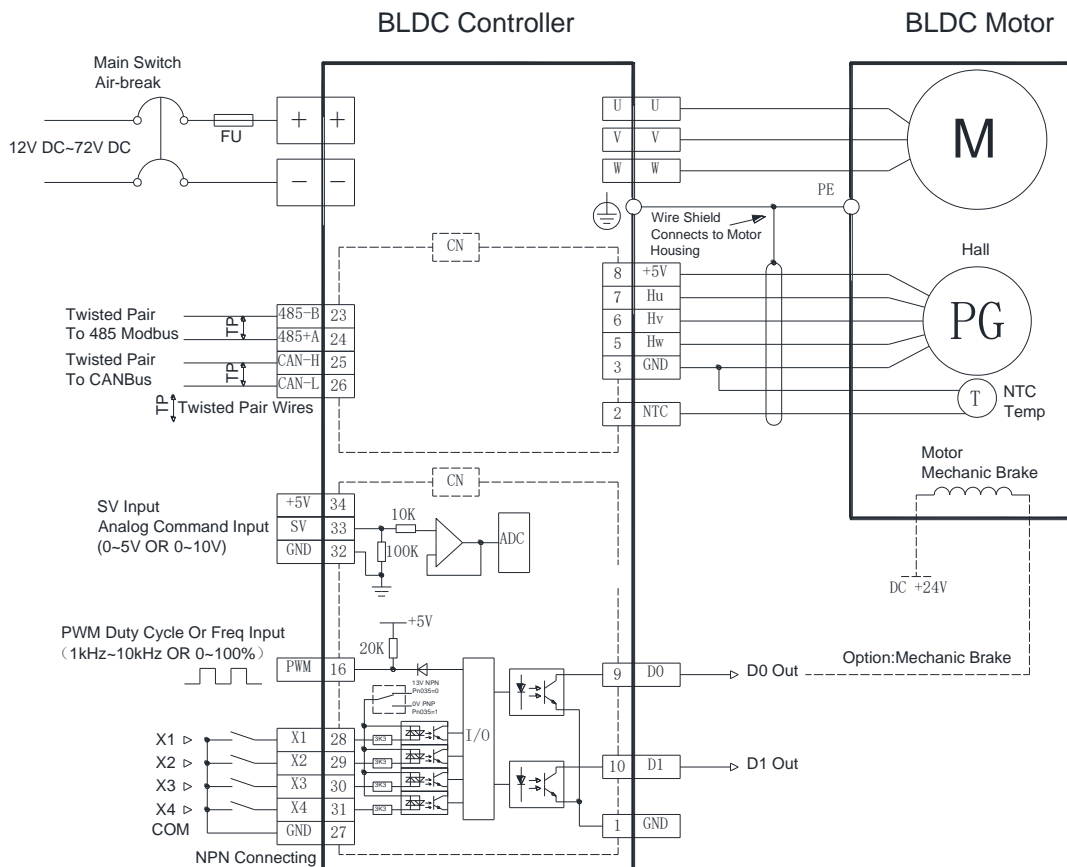 BLDC Controller
BLDC Motor
Main Switch
Air-break
FU
12V DC~72V DC
+ +
− −
U U
V V
W W
M
PE
Wire Shield
Connects to Motor
Housing
CN
Hall
8 +5V
7 Hu
6 Hv
5 Hw
3 GND
2 NTC
PG
T
NTC
Temp
Twisted Pair
To 485 Modbus
TP
485-B 23
485+A 24
Twisted Pair
To CANBus
TP
CAN-H 25
CAN-L 26
TP
Twisted Pair Wires
Motor
Mechanic Brake
DC +24V
CN
SV Input
Analog Command Input
(0~5V OR 0~10V)
+5V 34
SV 33
GND 32
10K
100K
ADC
PWM Duty Cycle Or Freq Input
（1kHz~10kHz OR 0~100%）
PWM 16
+5V
20K
13V NPN
Pn035=0
0V PNP
Pn035=1
I/O
9 D0
D0 Out
Option:Mechanic Brake
10 D1
D1 Out
1 GND
X1 X1 28 3K3
X2 X2 29 3K3
X3 X3 30 3K3
X4 X4 31 3K3
COM GND 27
NPN Connecting